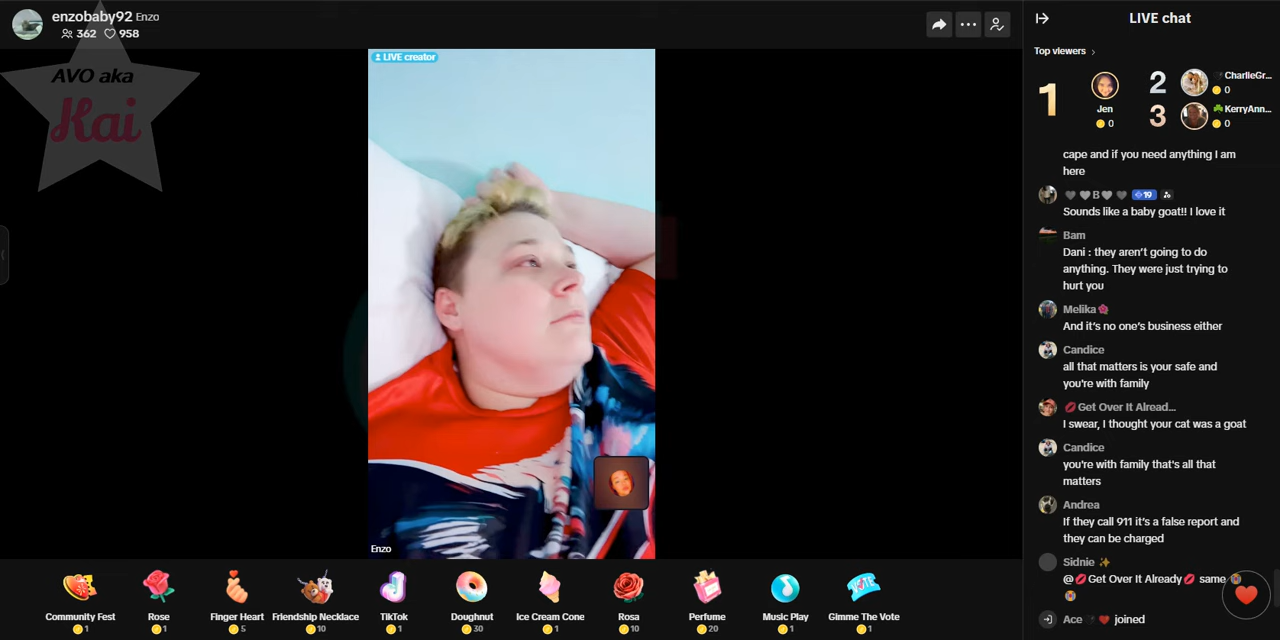 enzobaby92 Enzo
362 958
AVO aka
Kai
LIVE creator
Enzo
LIVE chat
Top viewers
1
Jen
0
2
CharlieGr...
0
3
KerryAnn...
0
cape and if you need anything I am
here
B 19
Sounds like a baby goat!! I love it
Bam
Dani : they aren't going to do
anything. They were just trying to
hurt you
Melika
And it's no one's business either
Candice
all that matters is your safe and
you're with family
Get Over It Alread...
I swear, I thought your cat was a goat
Candice
you're with family that's all that
matters
Andrea
If they call 911 it's a false report and
they can be charged
Sidnie
@💋Get Over It Already💋 same
Ace joined
Community Fest
1
Rose
1
Finger Heart
5
Friendship Necklace
10
TikTok
1
Doughnut
30
Ice Cream Cone
1
Rosa
10
Perfume
20
Music Play
1
VOTE
Gimme The Vote
1